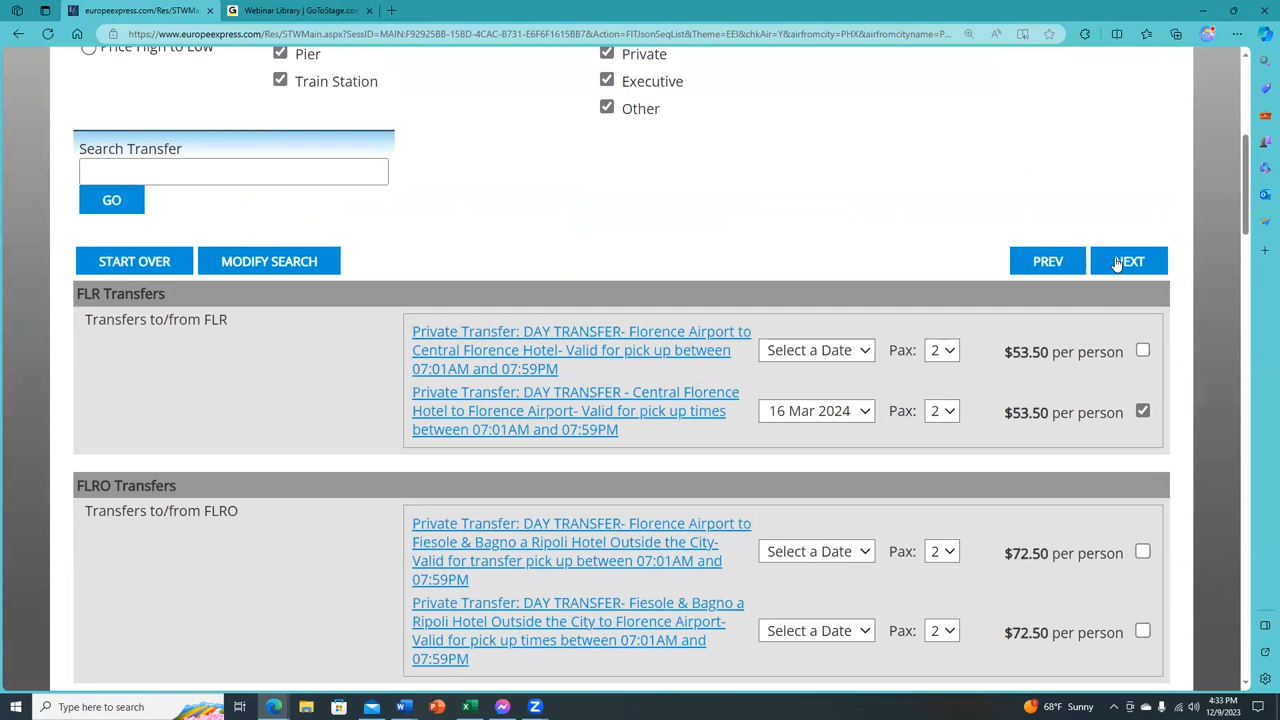 europeexpress.com/Res/STWMa
Webinar Library | GoToStage.com
https://www.europeexpress.com/Res/STWMain.aspx?SessID=MAIN:F92925BB-15BD-4CAC-B731-E6F6F1615BB7&Action=FITJsonSeqList&Theme=EEI&chkAir=Y&airfromcity=PHX&airfromcityname=P...
Price High to Low
Pier
Private
Train Station
Executive
Other
Search Transfer
GO
START OVER
MODIFY SEARCH
PREV
NEXT
FLR Transfers
Transfers to/from FLR
Private Transfer: DAY TRANSFER- Florence Airport to
Central Florence Hotel- Valid for pick up between
07:01AM and 07:59PM
Select a Date
Pax: 2
$53.50 per person
Private Transfer: DAY TRANSFER - Central Florence
Hotel to Florence Airport- Valid for pick up times
between 07:01AM and 07:59PM
16 Mar 2024
Pax: 2
$53.50 per person
FLRO Transfers
Transfers to/from FLRO
Private Transfer: DAY TRANSFER- Florence Airport to
Fiesole & Bagno a Ripoli Hotel Outside the City-
Valid for transfer pick up between 07:01AM and
07:59PM
Select a Date
Pax: 2
$72.50 per person
Private Transfer: DAY TRANSFER- Fiesole & Bagno a
Ripoli Hotel Outside the City to Florence Airport-
Valid for pick up times between 07:01AM and
07:59PM
Select a Date
Pax: 2
$72.50 per person
Type here to search
68°F Sunny
4:33 PM
12/9/2023